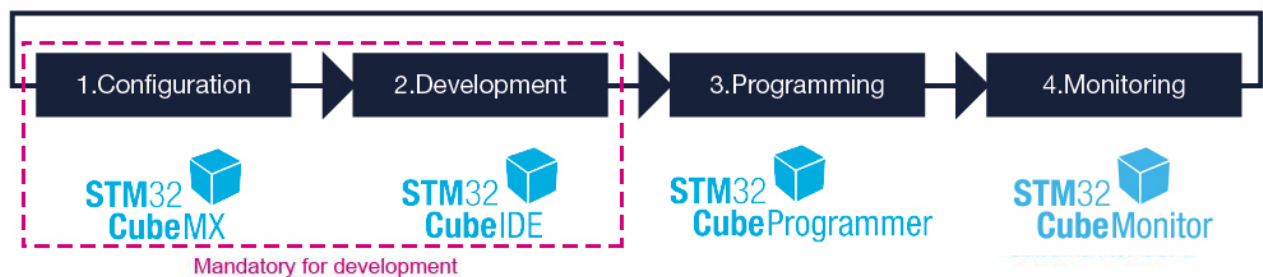 1.Configuration
2.Development
3.Programming
4.Monitoring
STM32
CubeMX
STM32
CubeIDE
STM32
CubeProgrammer
STM32
CubeMonitor
Mandatory for development